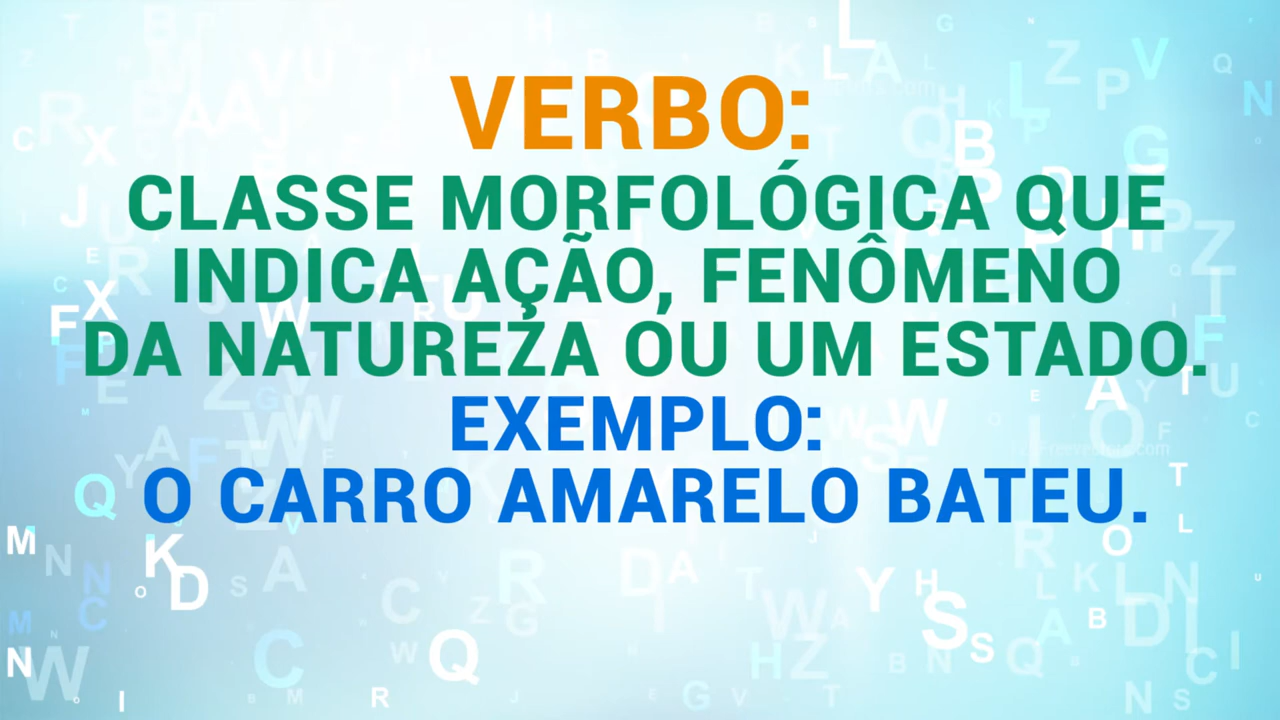 VERBO:
CLASSE MORFOLÓGICA QUE
INDICA AÇÃO, FENÔMENO
DA NATUREZA OU UM ESTADO.
EXEMPLO:
O CARRO AMARELO BATEU.